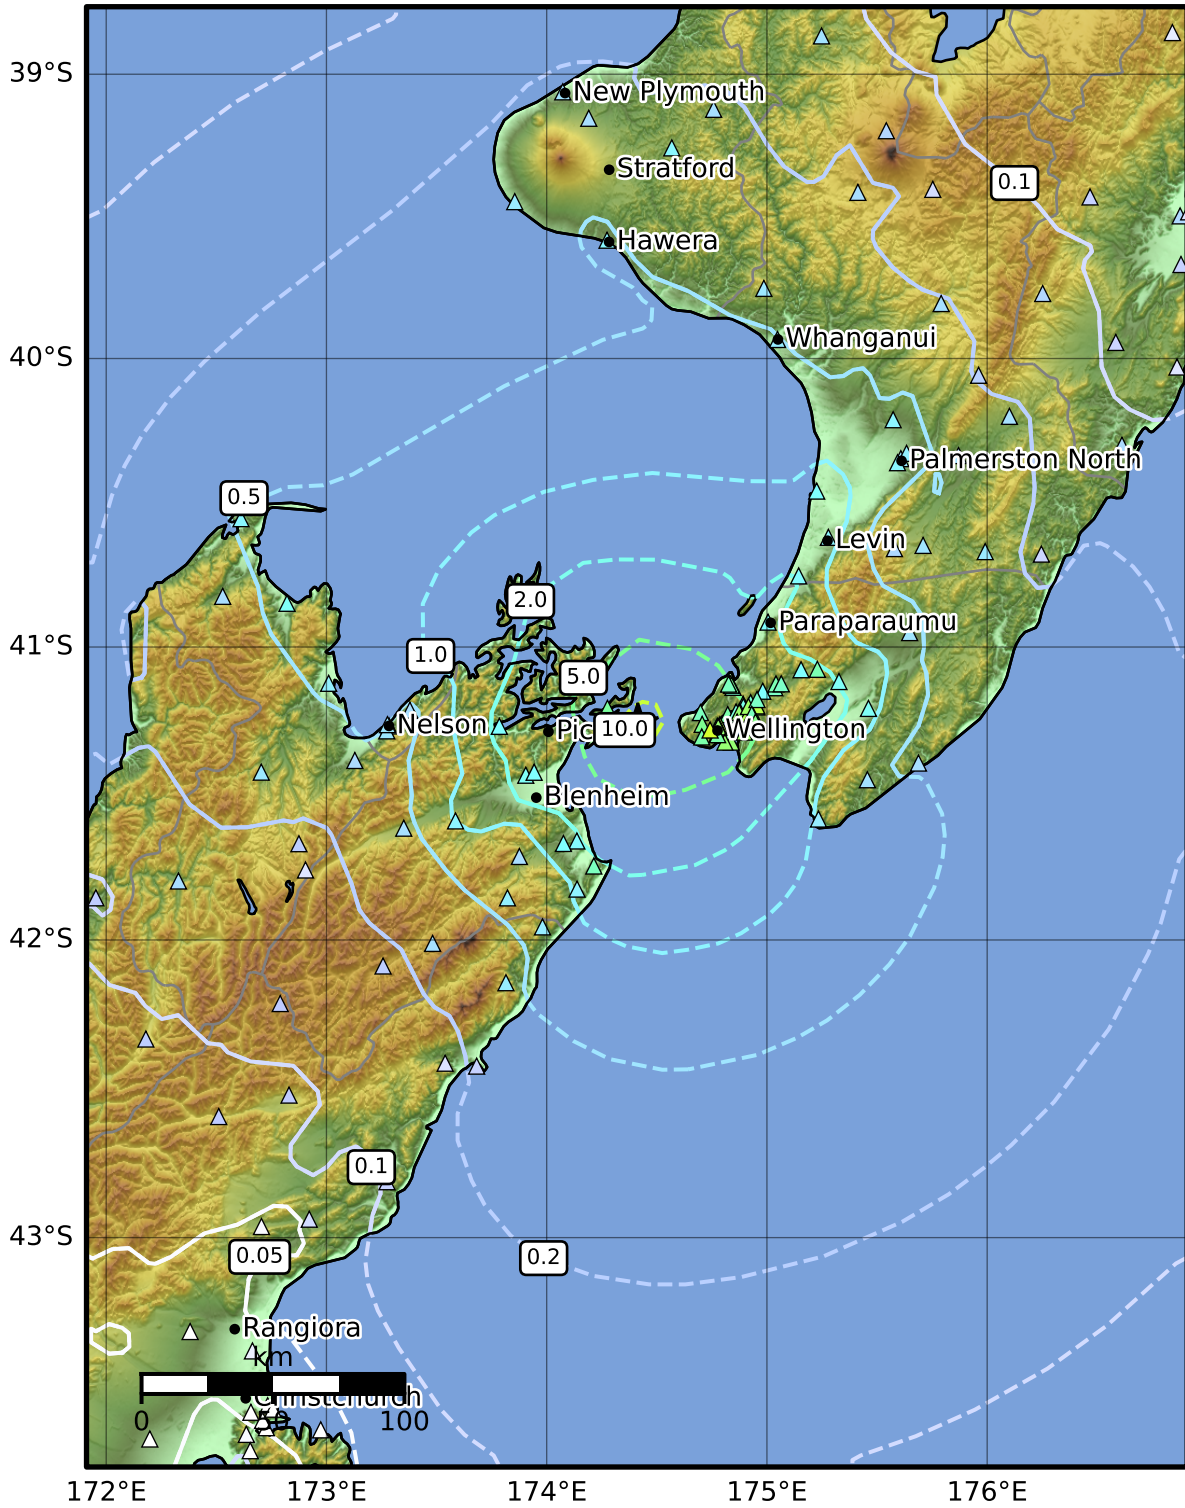 39°S
New Plymouth
Stratford
0.1
Hawera
Whanganui
40°S
Palmerston North
0.5
Levin
2.0
Paraparaumu
41°S
1.0
5.0
Nelson
Pic
10.0
Wellington
Blenheim
42°S
0.1
43°S
0.05
0.2
Rangiora
km
Christchurch
0
100
172°E
173°E
174°E
175°E
176°E